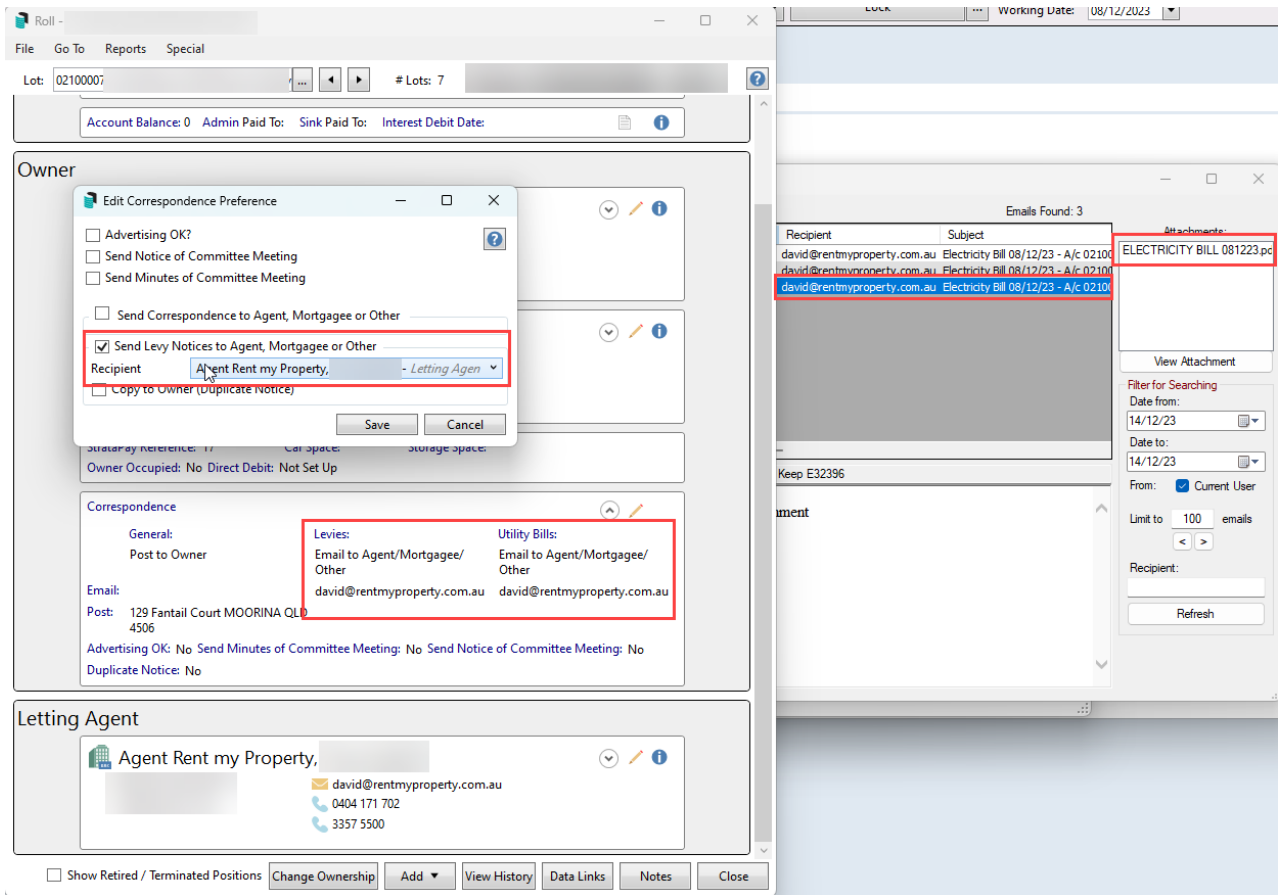 Roll -
File Go To Reports Special
Lot: 02100007 ... # Lots: 7
Account Balance: 0 Admin Paid To: Sink Paid To: Interest Debit Date:
Owner
Edit Correspondence Preference
Advertising OK?
Send Notice of Committee Meeting
Send Minutes of Committee Meeting
Send Correspondence to Agent, Mortgagee or Other
Send Levy Notices to Agent, Mortgagee or Other
Recipient Agent Rent my Property, - Letting Agen
Copy to Owner (Duplicate Notice)
Save Cancel
StrataPay Reference: 17 Car Space: Storage Space:
Owner Occupied: No Direct Debit: Not Set Up
Correspondence
General: Levies: Utility Bills:
Post to Owner Email to Agent/Mortgagee/ Email to Agent/Mortgagee/
Other Other
Email: david@rentmyproperty.com.au david@rentmyproperty.com.au
Post: 129 Fantail Court MOORINA QLD
4506
Advertising OK: No Send Minutes of Committee Meeting: No Send Notice of Committee Meeting: No
Duplicate Notice: No
Letting Agent
Agent Rent my Property,
david@rentmyproperty.com.au
0404 171 702
3357 5500
Show Retired / Terminated Positions Change Ownership Add View History Data Links Notes Close
Lock ... Working Date: 08/12/2023
Emails Found: 3
Recipient Subject Attachments:
david@rentmyproperty.com.au Electricity Bill 08/12/23 - A/c 02100
david@rentmyproperty.com.au Electricity Bill 08/12/23 - A/c 02100
david@rentmyproperty.com.au Electricity Bill 08/12/23 - A/c 02100
ELECTRICITY BILL 081223.pd
View Attachment
Filter for Searching
Date from:
14/12/23
Date to:
14/12/23
From: Current User
Limit to 100 emails
< >
Recipient:
Refresh
Keep E32396
ment